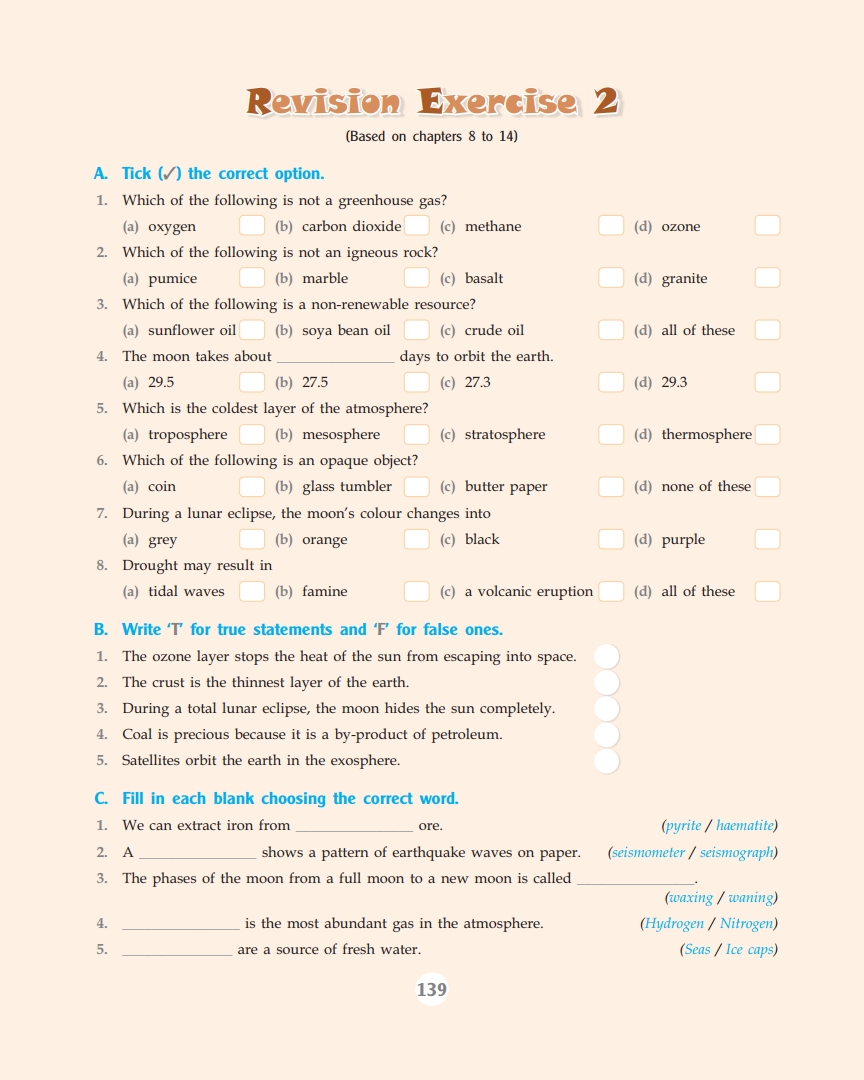 Revision Exercise 2
(Based on chapters 8 to 14)
A. Tick (✓) the correct option.
1. Which of the following is not a greenhouse gas?
(a) oxygen (b) carbon dioxide (c) methane (d) ozone
2. Which of the following is not an igneous rock?
(a) pumice (b) marble (c) basalt (d) granite
3. Which of the following is a non-renewable resource?
(a) sunflower oil (b) soya bean oil (c) crude oil (d) all of these
4. The moon takes about ______________ days to orbit the earth.
(a) 29.5 (b) 27.5 (c) 27.3 (d) 29.3
5. Which is the coldest layer of the atmosphere?
(a) troposphere (b) mesosphere (c) stratosphere (d) thermosphere
6. Which of the following is an opaque object?
(a) coin (b) glass tumbler (c) butter paper (d) none of these
7. During a lunar eclipse, the moon's colour changes into
(a) grey (b) orange (c) black (d) purple
8. Drought may result in
(a) tidal waves (b) famine (c) a volcanic eruption (d) all of these
B. Write 'T' for true statements and 'F' for false ones.
1. The ozone layer stops the heat of the sun from escaping into space.
2. The crust is the thinnest layer of the earth.
3. During a total lunar eclipse, the moon hides the sun completely.
4. Coal is precious because it is a by-product of petroleum.
5. Satellites orbit the earth in the exosphere.
C. Fill in each blank choosing the correct word.
1. We can extract iron from ______________ ore. (pyrite / haematite)
2. A ______________ shows a pattern of earthquake waves on paper. (seismometer / seismograph)
3. The phases of the moon from a full moon to a new moon is called ______________.
(waxing / waning)
4. ______________ is the most abundant gas in the atmosphere. (Hydrogen / Nitrogen)
5. ______________ are a source of fresh water. (Seas / Ice caps)
139